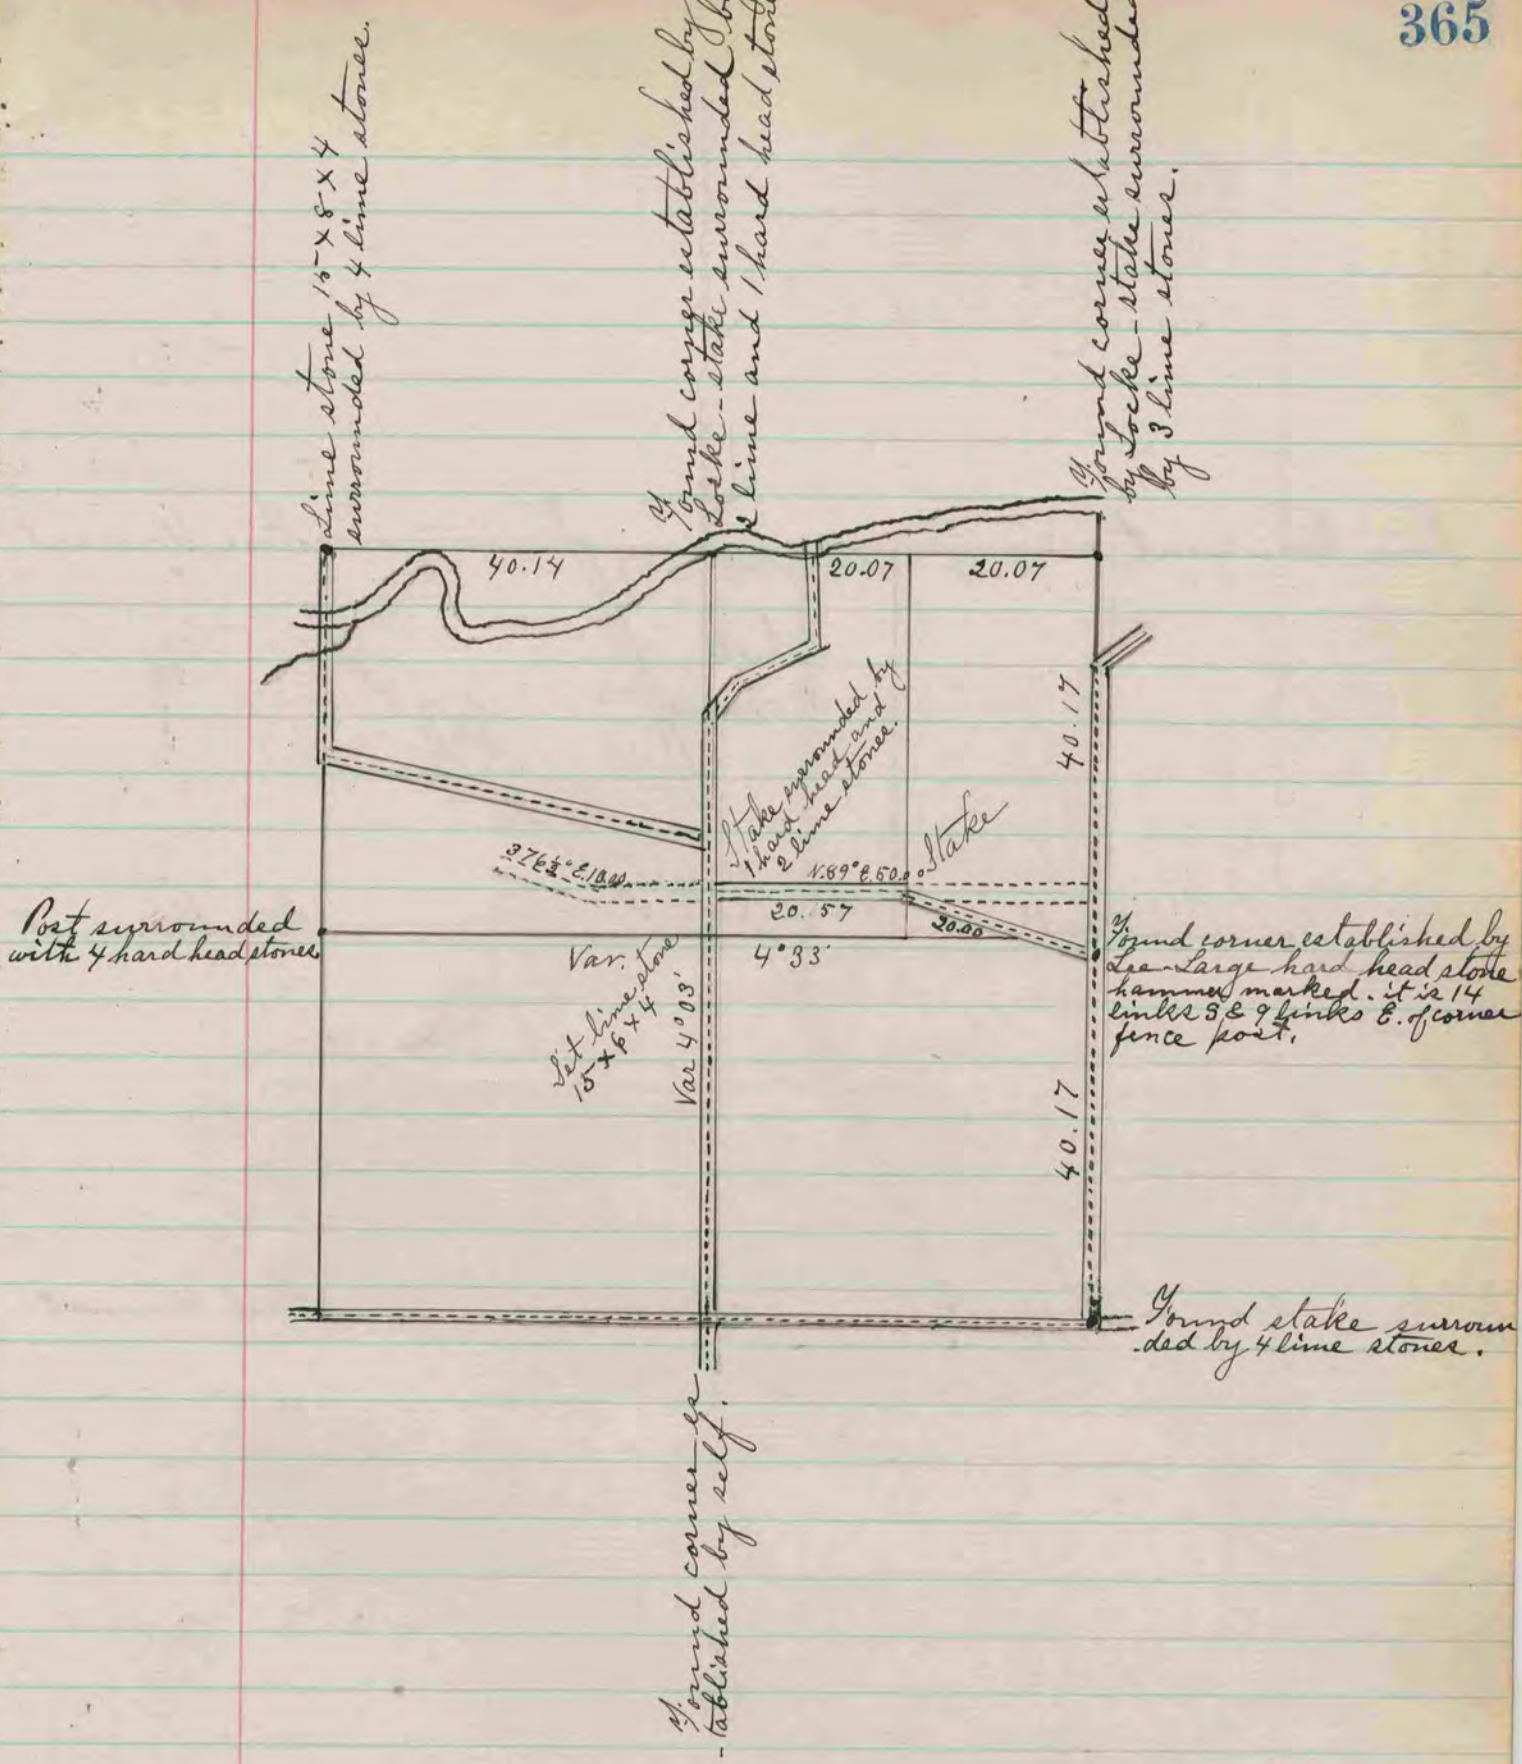 365
Lime stone 15 x 8 x 4
surrounded by 4 lime stones.
Found corner established by
Locke - stake surrounded
2 lime and 1 hard head
Found corner established
by Locke - stake surrounded
by 3 lime stones.
40.14
20.07
20.07
40.17
Stake surrounded by
1 hard head and
2 lime stones.
Stake
S 76½° E. 10.00
N. 89° E. 50.00
20.57
20.00
Post surrounded
with 4 hard head stones
Var.
4° 33'
Set lime stone
15 x 6 x 4
Var 4° 03'
Found corner established by
Lee - Large hard head stone
hammer marked. it is 14
links S & 9 links E. of corner
fence post.
40.17
Found stake surroun
-ded by 4 lime stones.
Found corner es
-tablished by self.